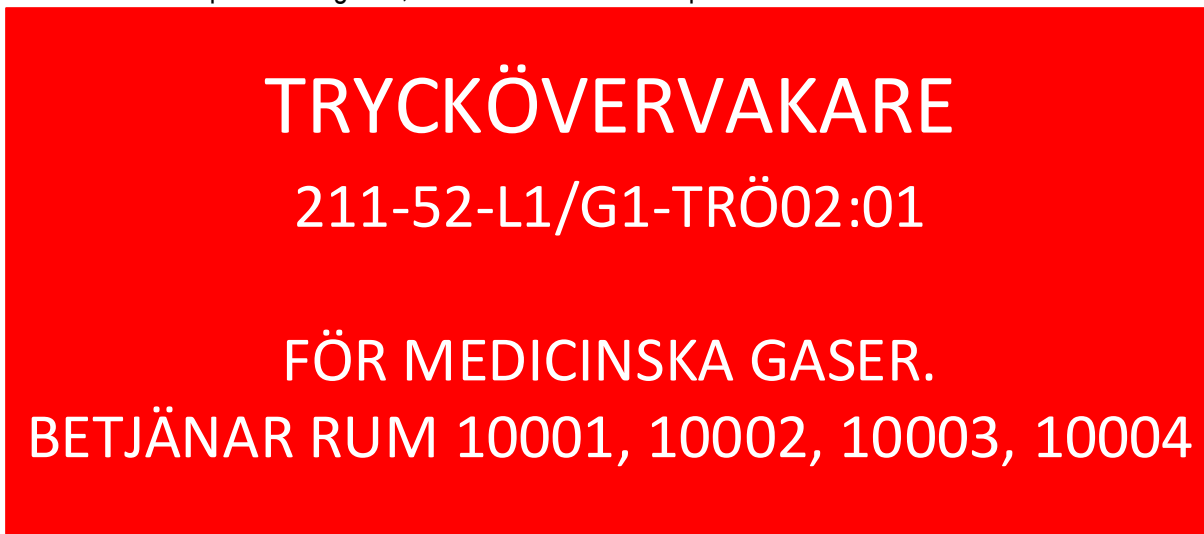 TRYCKÖVERVAKARE
211-52-L1/G1-TRÖ02:01
FÖR MEDICINSKA GASER.
BETJÄNAR RUM 10001, 10002, 10003, 10004